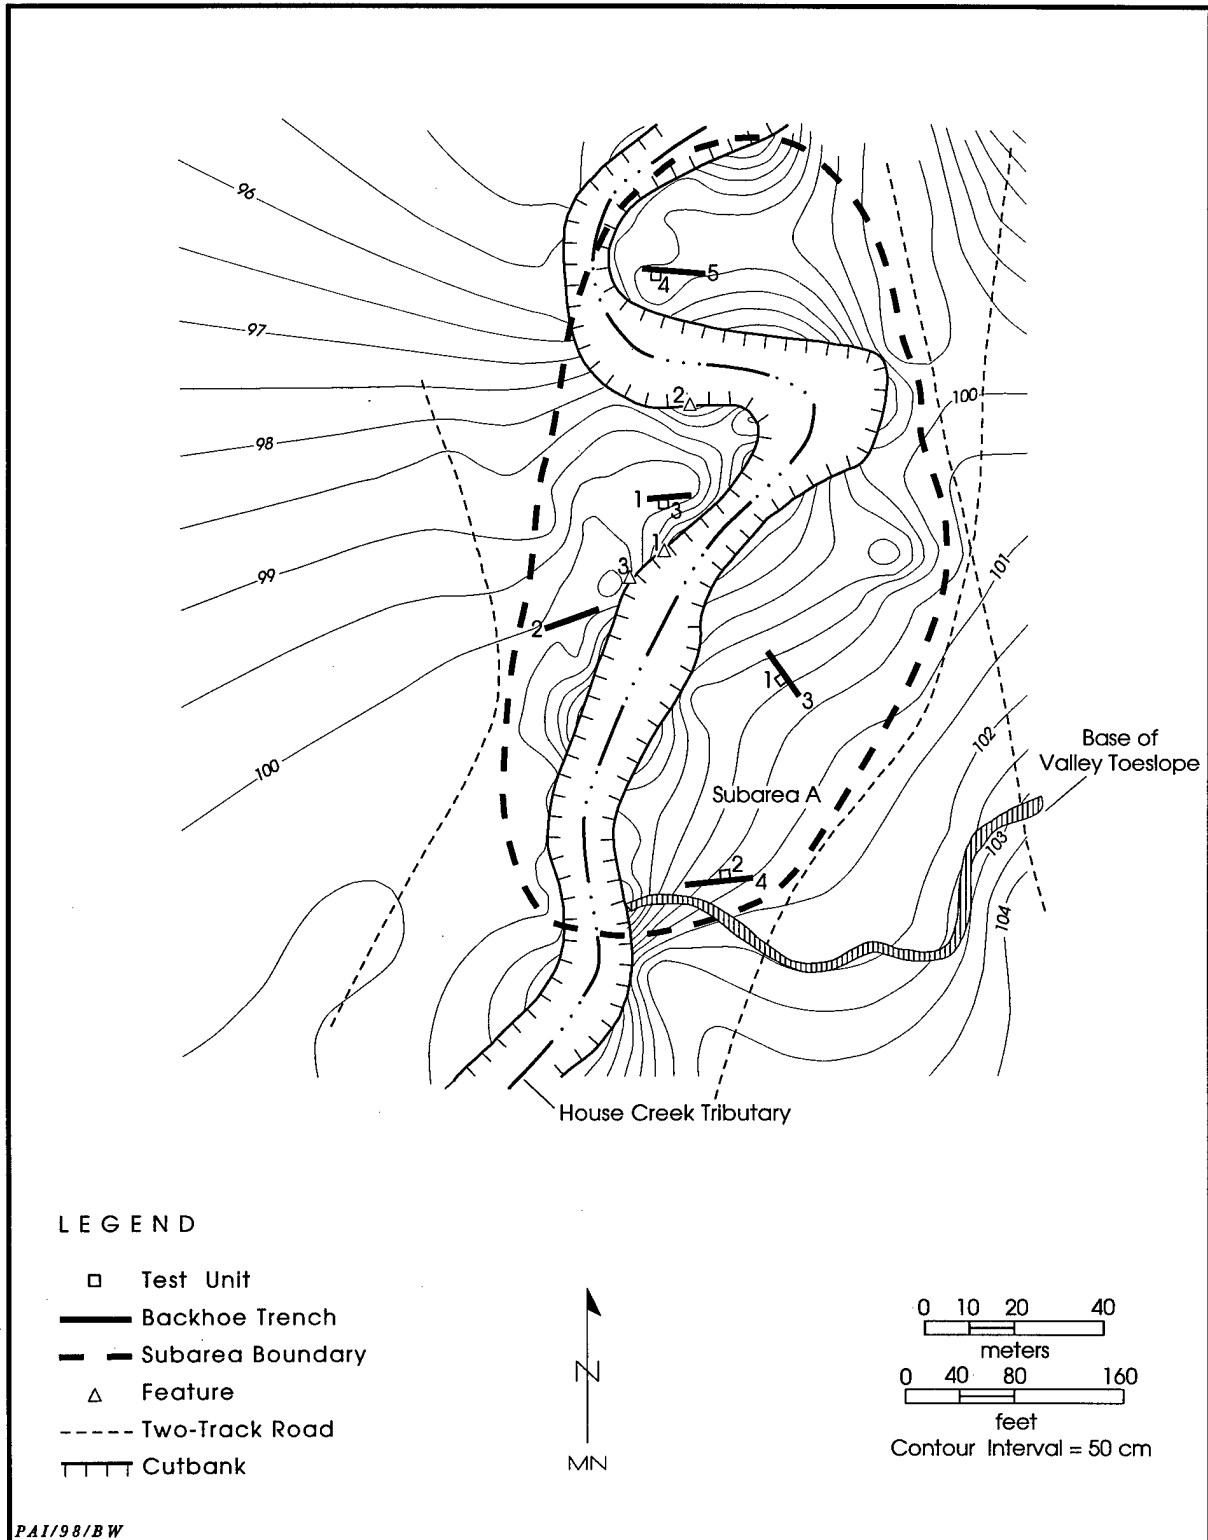 96
5
4
97
2
100
98
1
3
1
101
99
3
2
1
3
102
Base of
Valley Toeslope
100
Subarea A
103
2
4
104
House Creek Tributary
LEGEND
Test Unit
Backhoe Trench
Subarea Boundary
Feature
Two-Track Road
Cutbank
N
MN
0 10 20 40
meters
0 40 80 160
feet
Contour Interval = 50 cm
PAI/98/BW